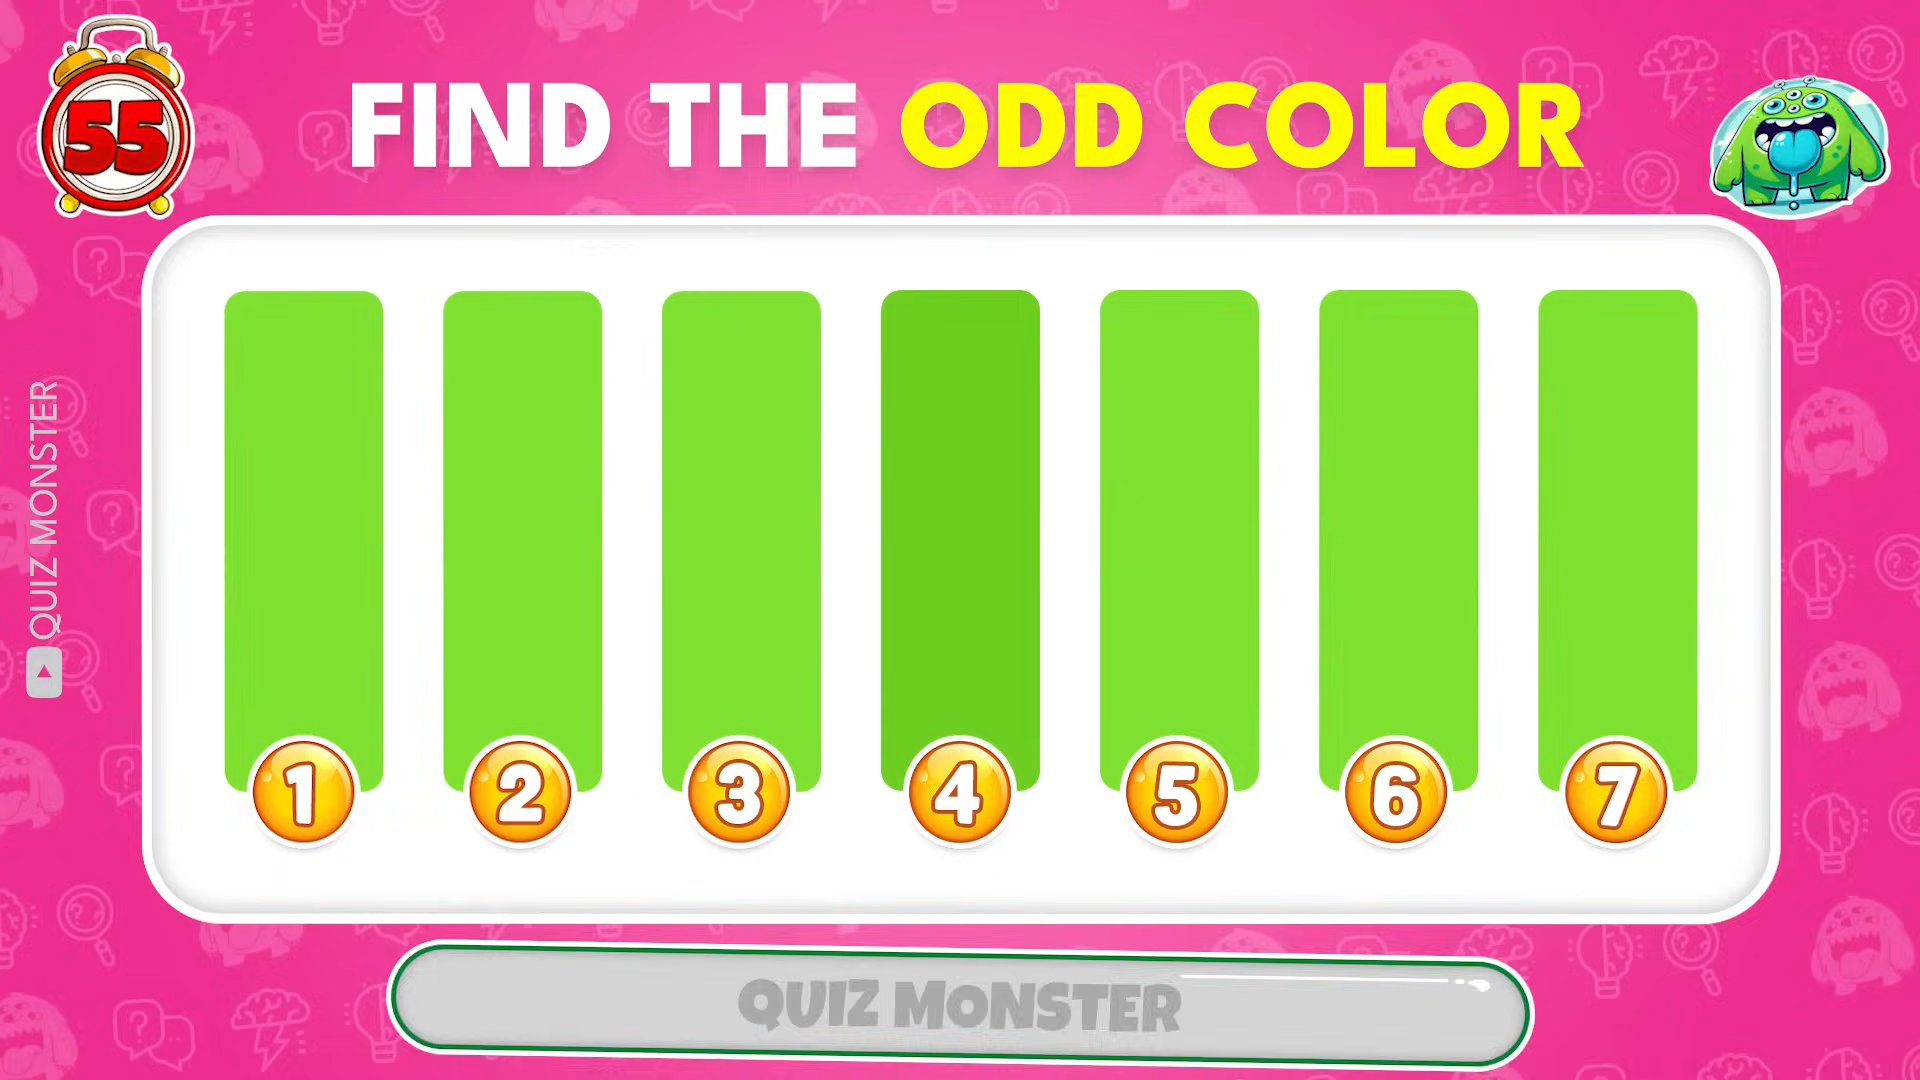 55
FIND THE ODD COLOR
QUIZ MONSTER
1 2 3 4 5 6 7
QUIZ MONSTER